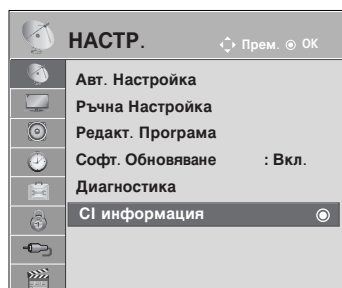 НАСТР. Прем. OK
Авт. Настройка
Ръчна Настройка
Редакт. Програма
Софт. Обновяване : Вкл.
Диагностика
CI информация